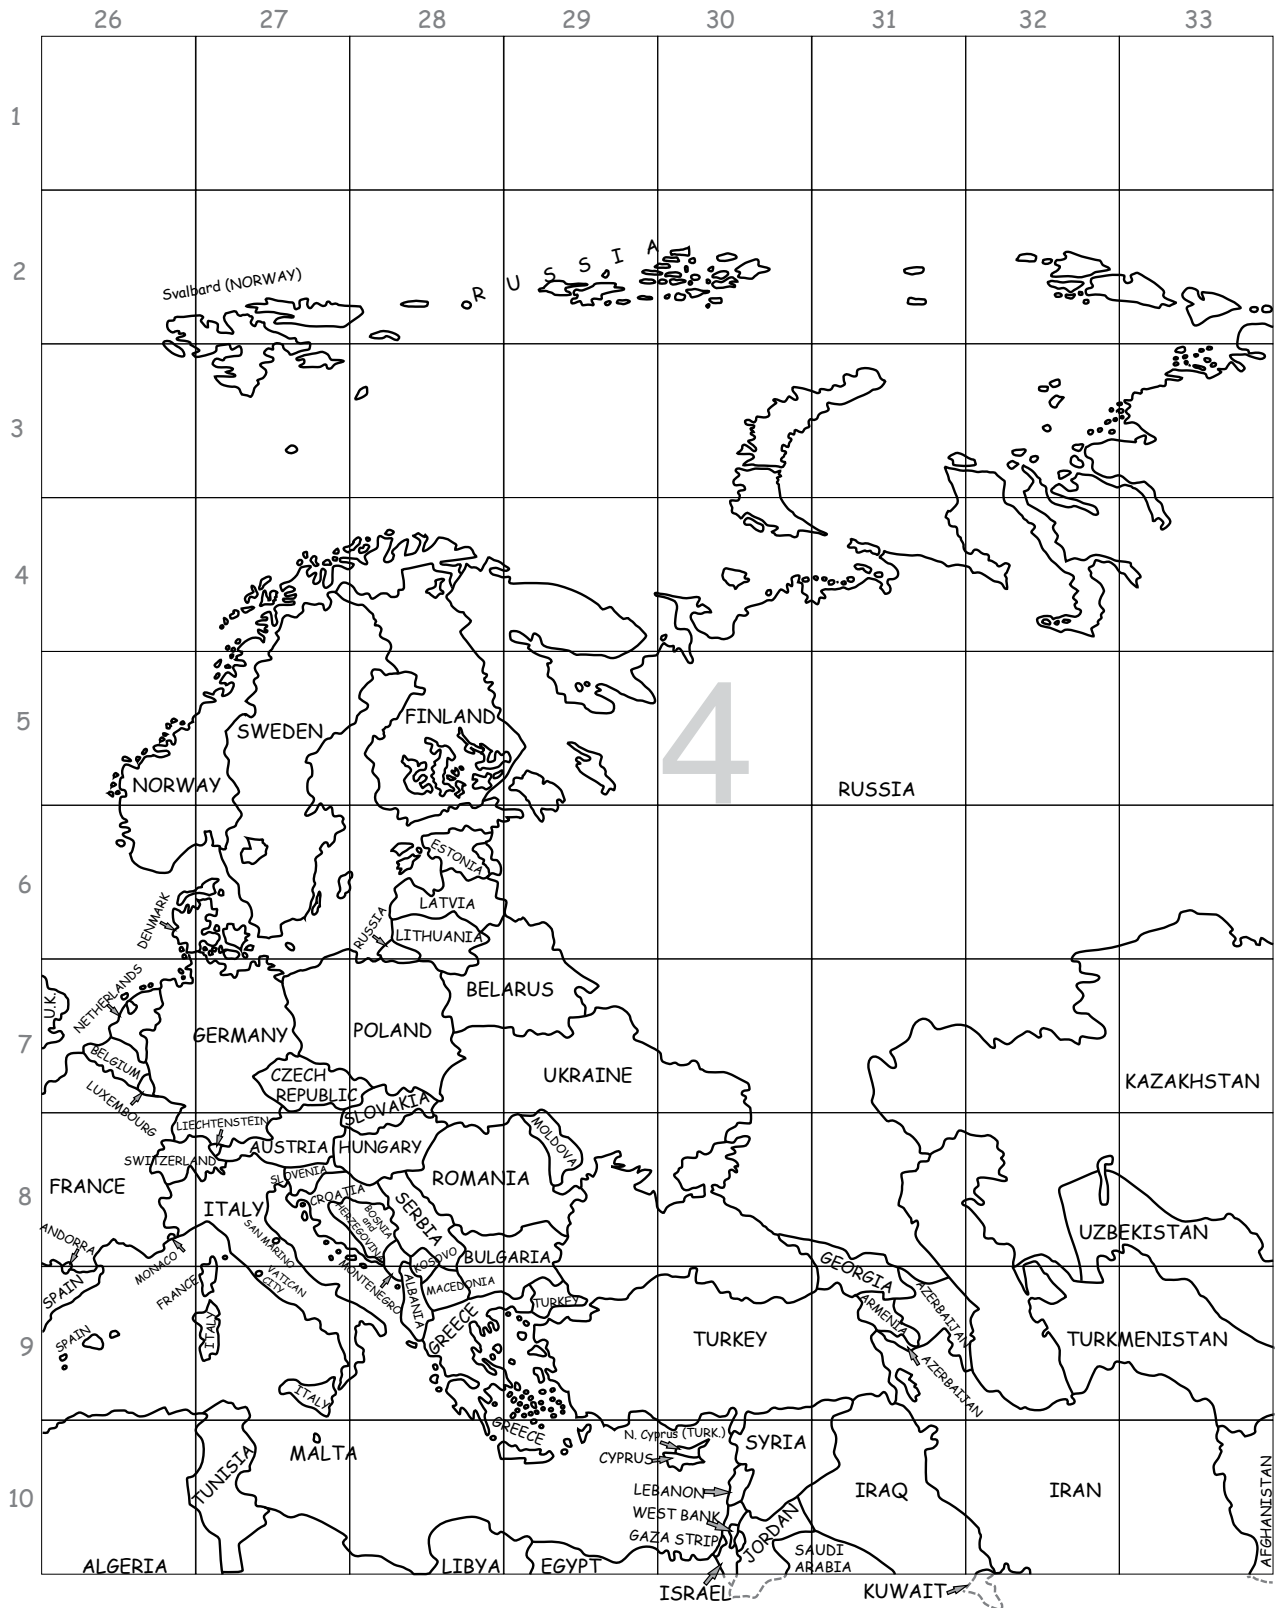 26 27 28 29 30 31 32 33
1
2
Svalbard (NORWAY)
RUSSIA
3
4
4
5
SWEDEN
FINLAND
NORWAY
RUSSIA
6
ESTONIA
LATVIA
DENMARK
RUSSIA
LITHUANIA
U.K.
NETHERLANDS
BELARUS
7
GERMANY
POLAND
BELGIUM
UKRAINE
CZECH
REPUBLIC
KAZAKHSTAN
LUXEMBOURG
SLOVAKIA
LIECHTENSTEIN
MOLDOVA
AUSTRIA
HUNGARY
SWITZERLAND
SLOVENIA
ROMANIA
8
FRANCE
CROATIA
ITALY
BOSNIA
and
HERZEGOVINA
SERBIA
UZBEKISTAN
ANDORRA
SAN MARINO
MONACO
KOSOVO
BULGARIA
GEORGIA
VATICAN
CITY
MONTENEGRO
SPAIN
FRANCE
ALBANIA
MACEDONIA
TURKEY
ARMENIA
AZERBAIJAN
9
SPAIN
ITALY
GREECE
TURKEY
TURKMENISTAN
AZERBAIJAN
ITALY
GREECE
N. Cyprus (TURK.)
MALTA
CYPRUS
SYRIA
TUNISIA
10
LEBANON
IRAQ
IRAN
AFGHANISTAN
WEST BANK
GAZA STRIP
JORDAN
SAUDI
ARABIA
ALGERIA
LIBYA
EGYPT
ISRAEL
KUWAIT